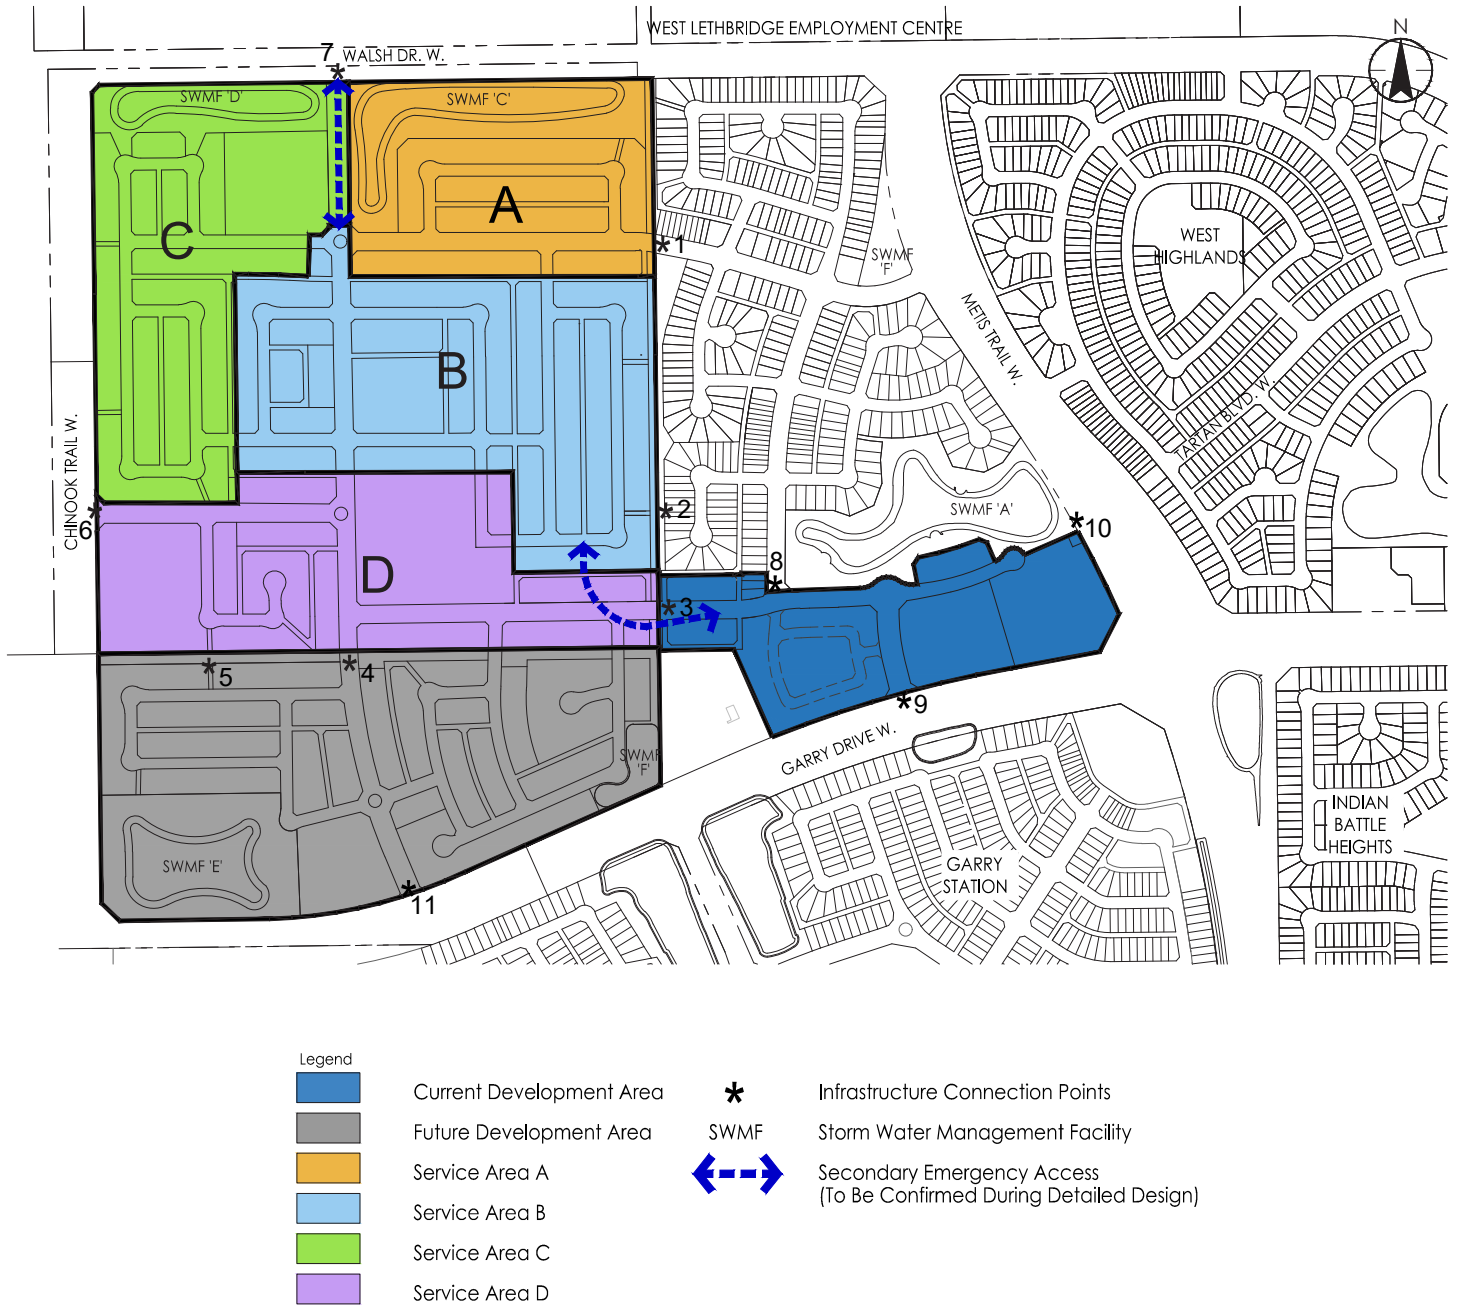 WEST LETHBRIDGE EMPLOYMENT CENTRE
N
7
WALSH DR. W.
SWMF 'D'
SWMF 'C'
A
C
1
WEST
HIGHLANDS
SWMF
'F'
METIS TRAIL W.
B
TARTAN BLVD. W.
CHINOOK TRAIL W.
6
2
SWMF 'A'
10
D
8
3
5
4
9
GARRY DRIVE W.
SWMF
'F'
INDIAN
BATTLE
HEIGHTS
SWMF 'E'
GARRY
STATION
11
Legend
Current Development Area
* Infrastructure Connection Points
Future Development Area
SWMF Storm Water Management Facility
Service Area A
Secondary Emergency Access
(To Be Confirmed During Detailed Design)
Service Area B
Service Area C
Service Area D